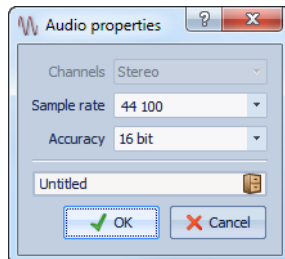 Audio properties
Channels Stereo
Sample rate 44 100
Accuracy 16 bit
Untitled
OK Cancel